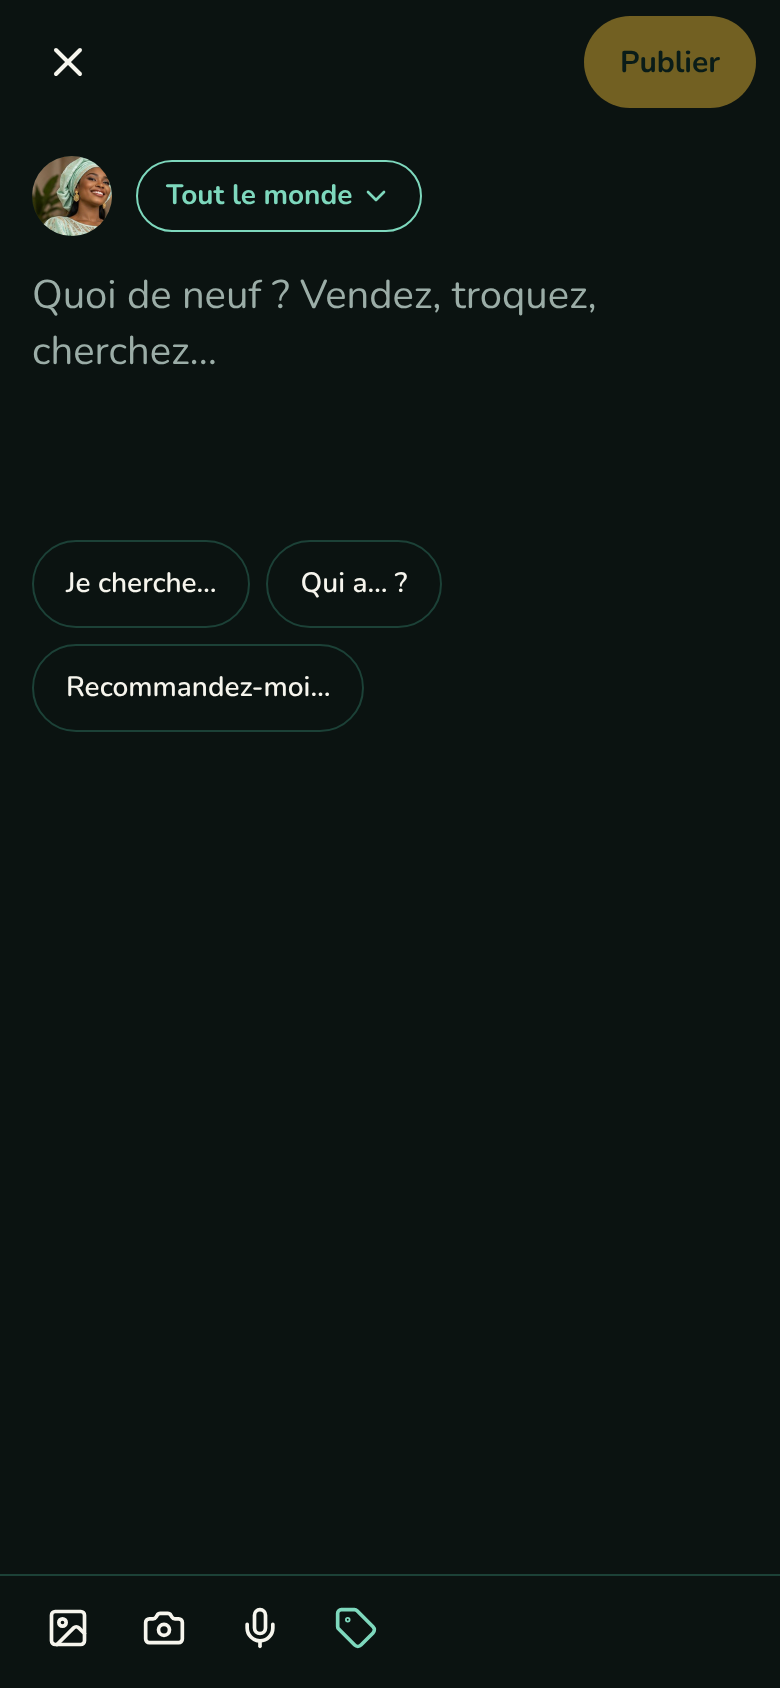 Publier
Tout le monde
Quoi de neuf ? Vendez, troquez,
cherchez...
Je cherche...
Qui a... ?
Recommandez-moi...